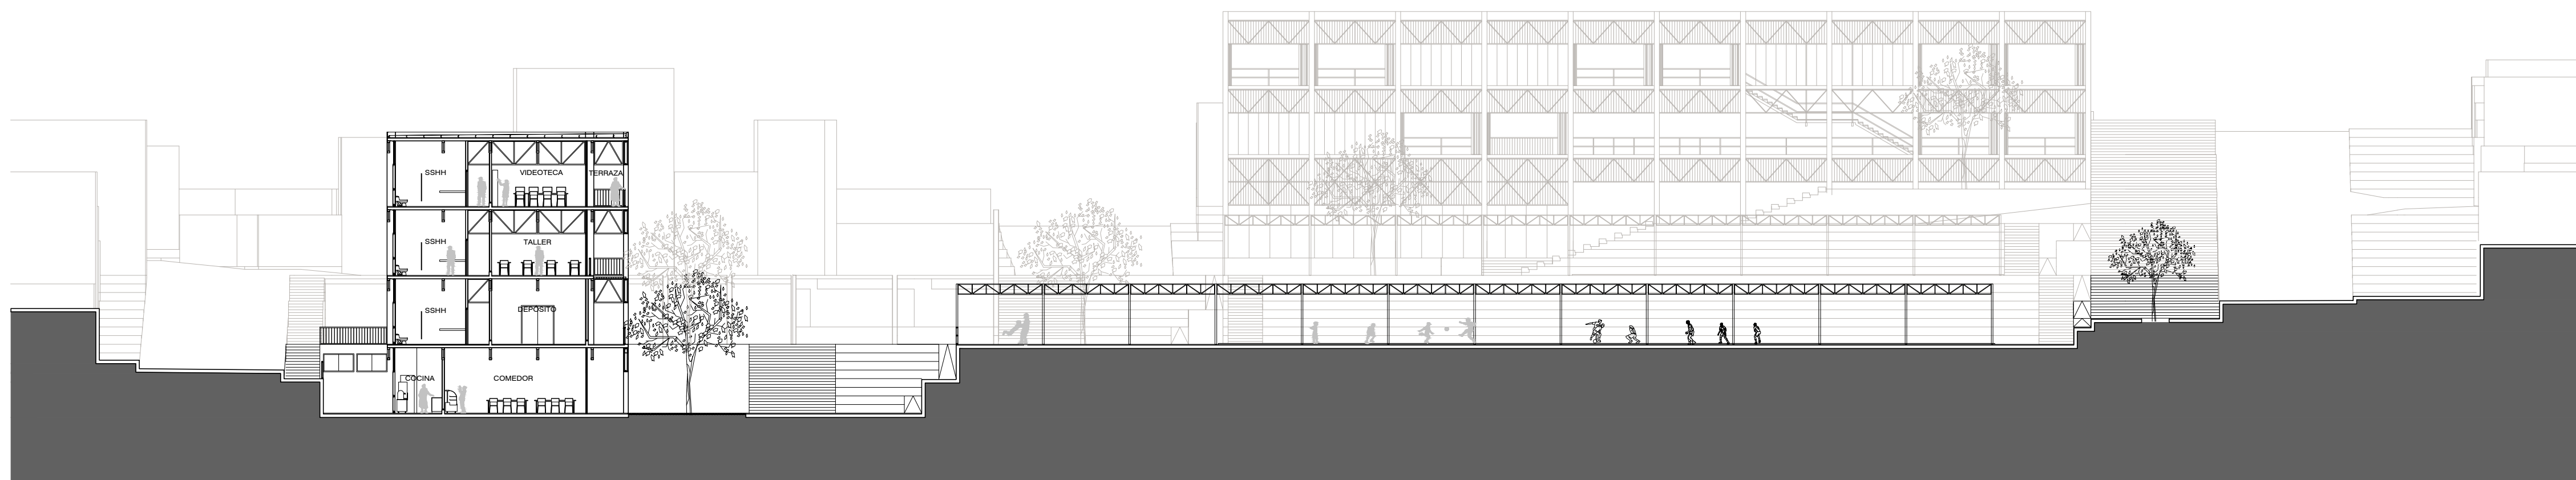 SSHH
VIDEOTECA
TERRAZA
SSHH
TALLER
SSHH
DEPOSITO
COCINA
COMEDOR